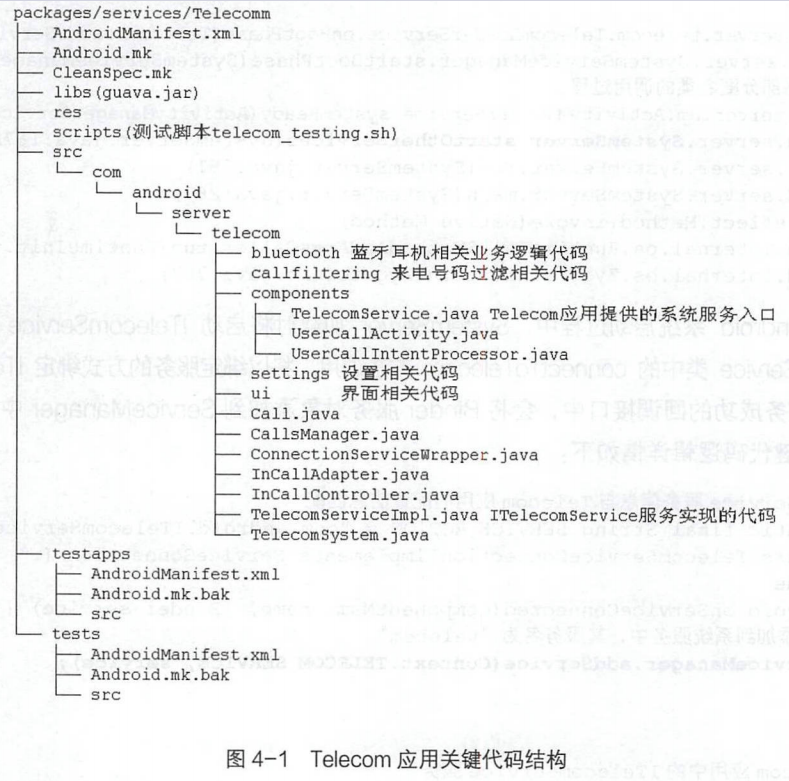 packages/services/Telecomm
AndroidManifest.xml
Android.mk
CleanSpec.mk
libs(guava.jar)
res
scripts(测试脚本telecom_testing.sh)
src
com
android
server
telecom
bluetooth 蓝牙耳机相关业务逻辑代码
callfiltering 来电号码过滤相关代码
components
TelecomService.java Telecom应用提供的系统服务入口
UserCallActivity.java
UserCallIntentProcessor.java
settings 设置相关代码
ui 界面相关代码
Call.java
CallsManager.java
ConnectionServiceWrapper.java
InCallAdapter.java
InCallController.java
TelecomServiceImpl.java ITelecomService服务实现的代码
TelecomSystem.java
testapps
AndroidManifest.xml
Android.mk.bak
src
tests
AndroidManifest.xml
Android.mk.bak
src
图 4-1 Telecom 应用关键代码结构